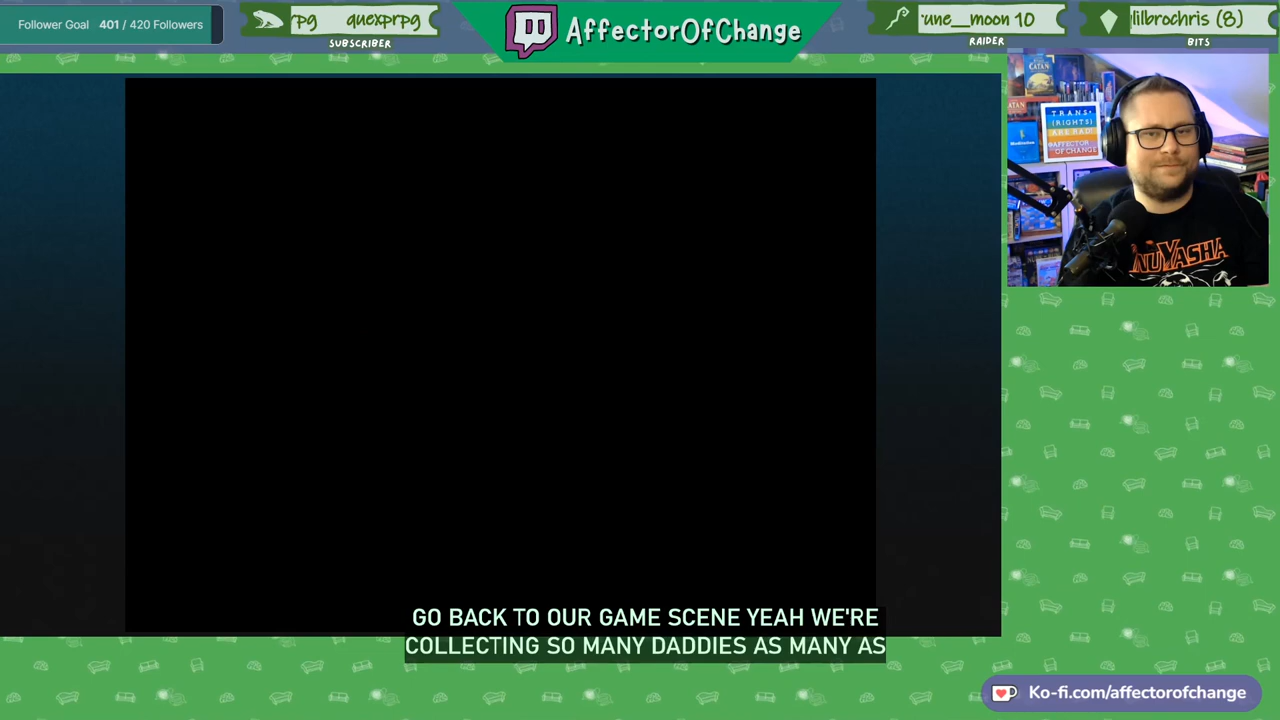 Follower Goal 401 / 420 Followers
rpg quexprpg
SUBSCRIBER
AffectorOfChange
une__moon 10
RAIDER
lilbrochris (8)
BITS
CATAN
TRANS+
(RIGHTS)
ARE RAD!
@AFFECTOR
OF CHANGE
INUYASHA
GO BACK TO OUR GAME SCENE YEAH WE'RE
COLLECTING SO MANY DADDIES AS MANY AS
Ko-fi.com/affectorofchange